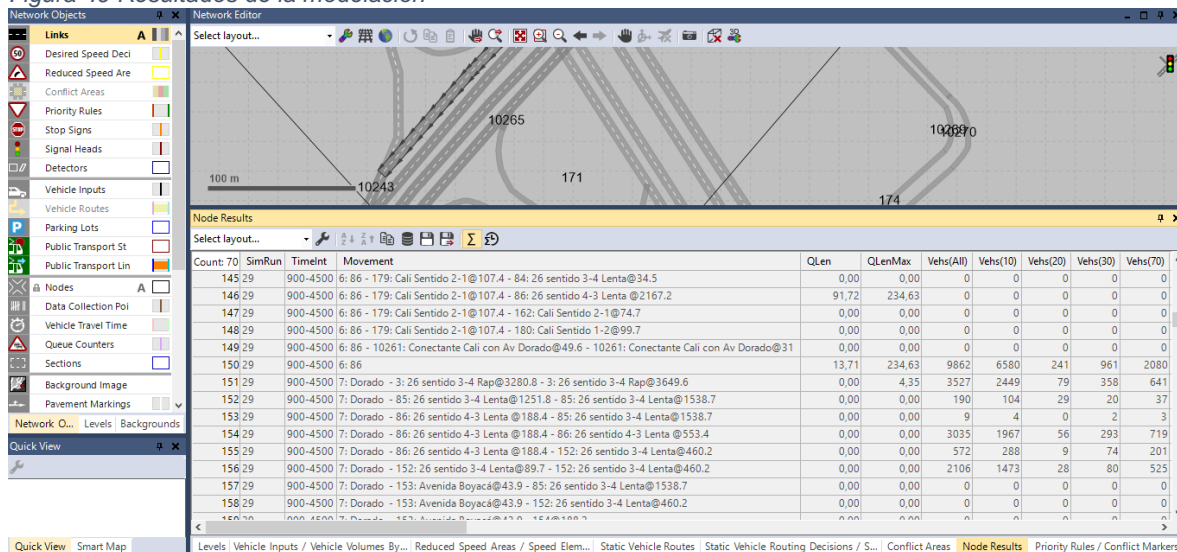 Figura 49 Resultados de la modelación
Network Objects
Links A
Desired Speed Deci
Reduced Speed Are
Conflict Areas
Priority Rules
Stop Signs
Signal Heads
Detectors
Vehicle Inputs
Vehicle Routes
Parking Lots
Public Transport St
Public Transport Lin
Nodes A
Data Collection Poi
Vehicle Travel Time
Queue Counters
Sections
Background Image
Pavement Markings
Network O... Levels Backgrounds
Quick View
Quick View Smart Map
Network Editor
Select layout...
10265
10270
100 m
10243
171
174
Node Results
Select layout...
Count: 70 SimRun TimeInt Movement QLen QLenMax Vehs(All) Vehs(10) Vehs(20) Vehs(30) Vehs(70)
145 29 900-4500 6: 86 - 179: Cali Sentido 2-1@107.4 - 84: 26 sentido 3-4 Lenta@34.5 0,00 0,00 0 0 0 0 0
146 29 900-4500 6: 86 - 179: Cali Sentido 2-1@107.4 - 86: 26 sentido 4-3 Lenta @2167.2 91,72 234,63 0 0 0 0 0
147 29 900-4500 6: 86 - 179: Cali Sentido 2-1@107.4 - 162: Cali Sentido 2-1@74.7 0,00 0,00 0 0 0 0 0
148 29 900-4500 6: 86 - 179: Cali Sentido 2-1@107.4 - 180: Cali Sentido 1-2@99.7 0,00 0,00 0 0 0 0 0
149 29 900-4500 6: 86 - 10261: Conectante Cali con Av Dorado@49.6 - 10261: Conectante Cali con Av Dorado@31 0,00 0,00 0 0 0 0 0
150 29 900-4500 6: 86 13,71 234,63 9862 6580 241 961 2080
151 29 900-4500 7: Dorado - 3: 26 sentido 3-4 Rap@3280.8 - 3: 26 sentido 3-4 Rap@3649.6 0,00 4,35 3527 2449 79 358 641
152 29 900-4500 7: Dorado - 85: 26 sentido 3-4 Lenta@1251.8 - 85: 26 sentido 3-4 Lenta@1538.7 0,00 0,00 190 104 29 20 37
153 29 900-4500 7: Dorado - 86: 26 sentido 4-3 Lenta @188.4 - 85: 26 sentido 3-4 Lenta@1538.7 0,00 0,00 9 4 0 2 3
154 29 900-4500 7: Dorado - 86: 26 sentido 4-3 Lenta @188.4 - 86: 26 sentido 4-3 Lenta @553.4 0,00 0,00 3035 1967 56 293 719
155 29 900-4500 7: Dorado - 86: 26 sentido 4-3 Lenta @188.4 - 152: 26 sentido 3-4 Lenta@460.2 0,00 0,00 572 288 9 74 201
156 29 900-4500 7: Dorado - 152: 26 sentido 3-4 Lenta@89.7 - 152: 26 sentido 3-4 Lenta@460.2 0,00 0,00 2106 1473 28 80 525
157 29 900-4500 7: Dorado - 153: Avenida Boyacá@43.9 - 85: 26 sentido 3-4 Lenta@1538.7 0,00 0,00 0 0 0 0 0
158 29 900-4500 7: Dorado - 153: Avenida Boyacá@43.9 - 152: 26 sentido 3-4 Lenta@460.2 0,00 0,00 0 0 0 0 0
Levels Vehicle Inputs / Vehicle Volumes By... Reduced Speed Areas / Speed Elem... Static Vehicle Routes Static Vehicle Routing Decisions / S... Conflict Areas Node Results Priority Rules / Conflict Markers